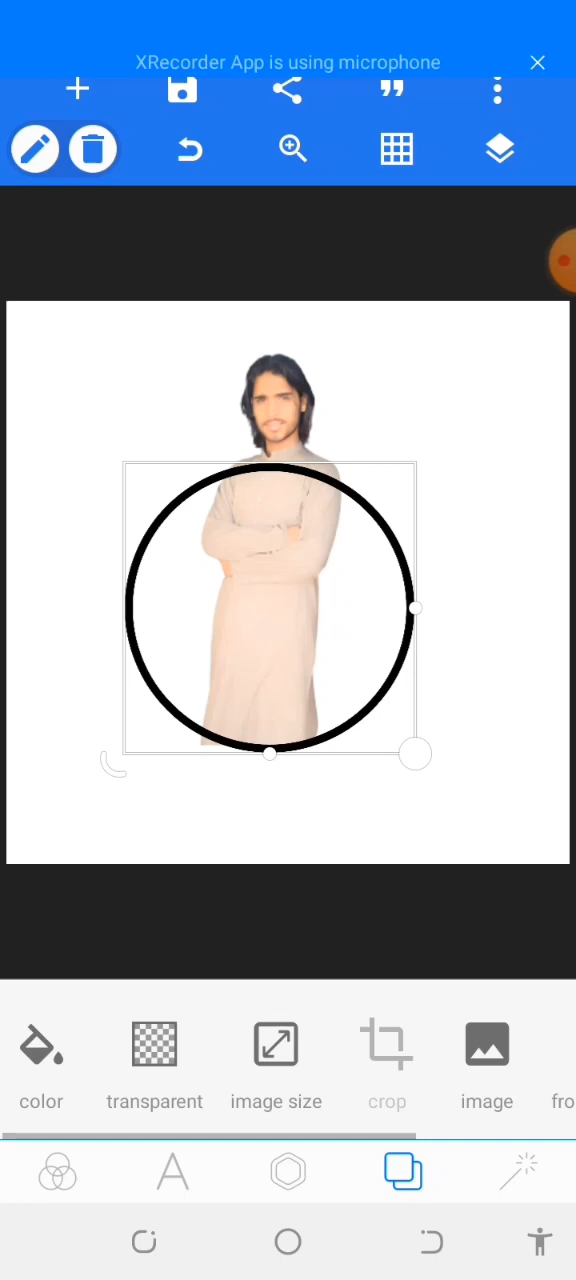 XRecorder App is using microphone
color
transparent
image size
crop
image
fro